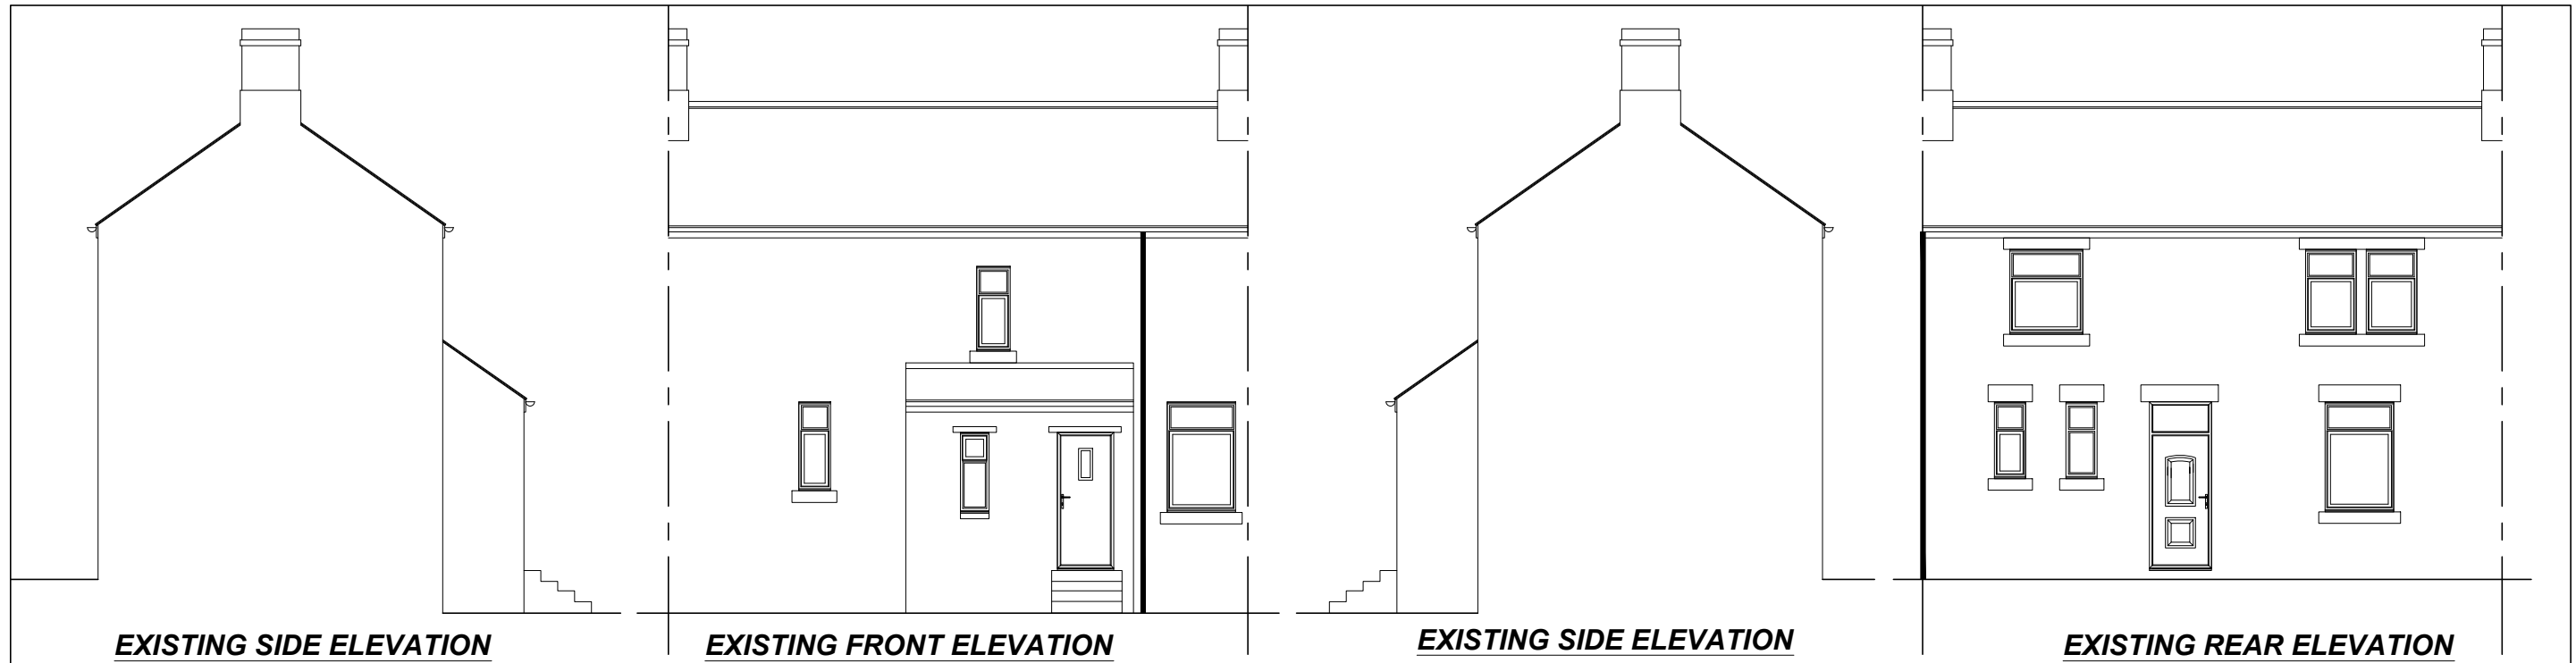 EXISTING SIDE ELEVATION
EXISTING FRONT ELEVATION
EXISTING SIDE ELEVATION
EXISTING REAR ELEVATION